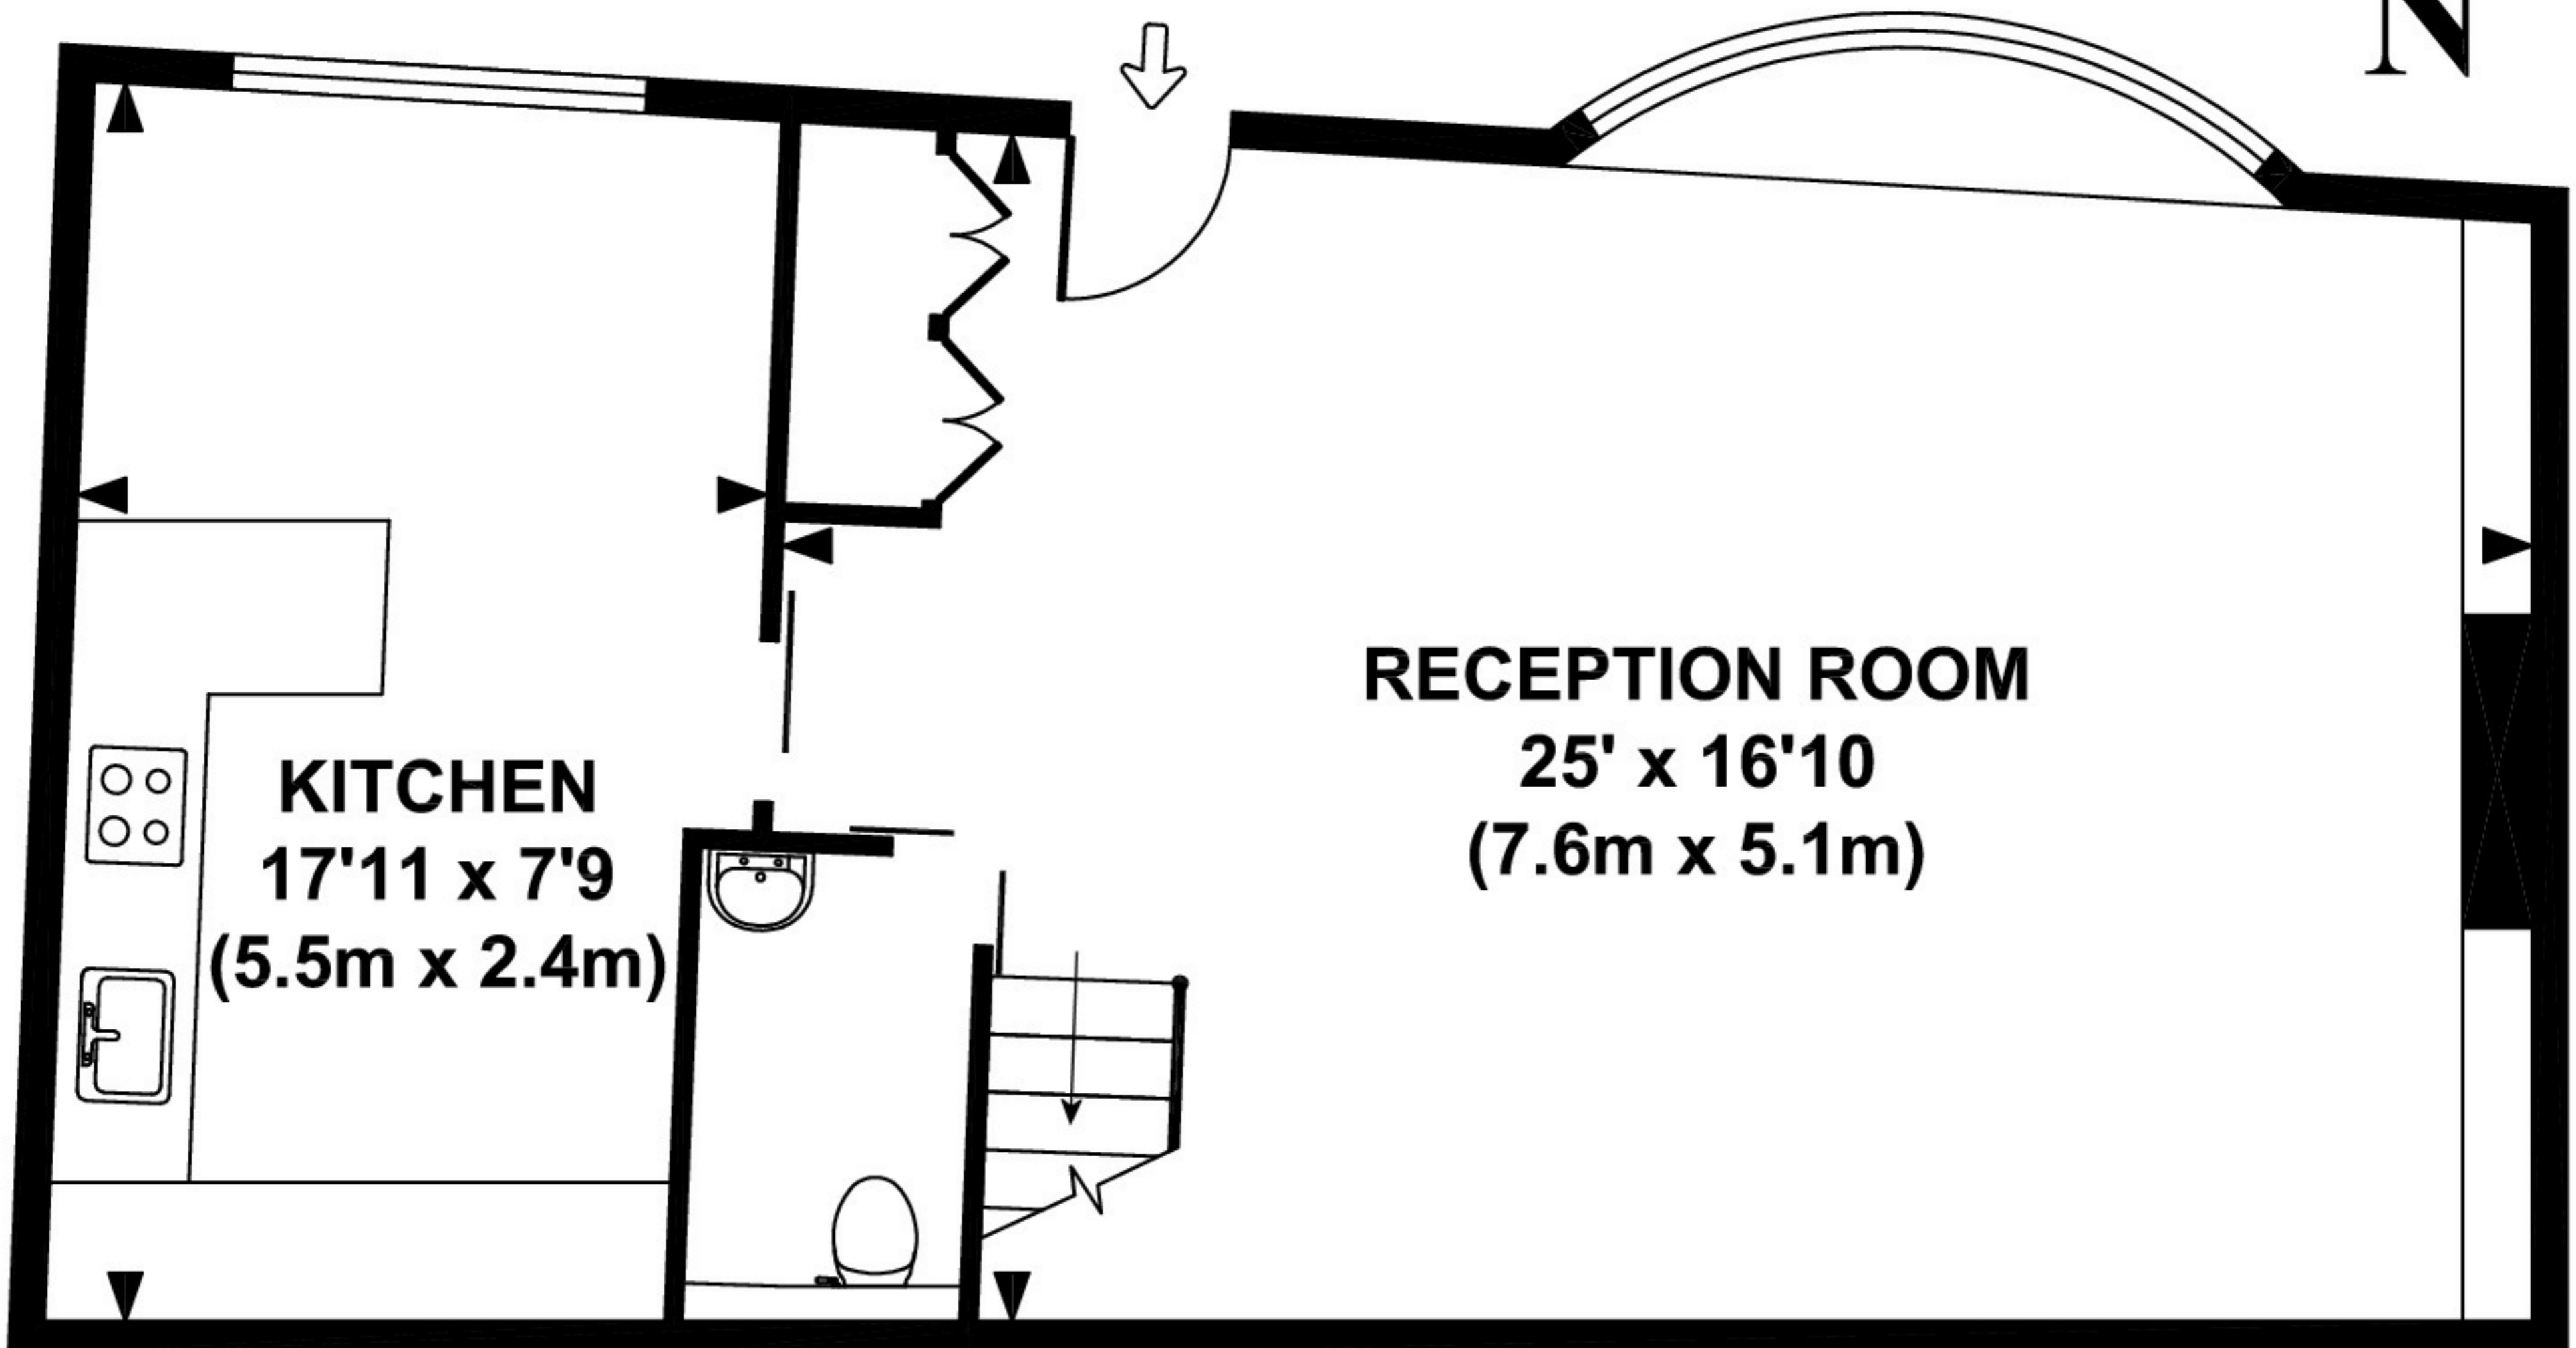 N
KITCHEN
17'11 x 7'9
(5.5m x 2.4m)
RECEPTION ROOM
25' x 16'10
(7.6m x 5.1m)